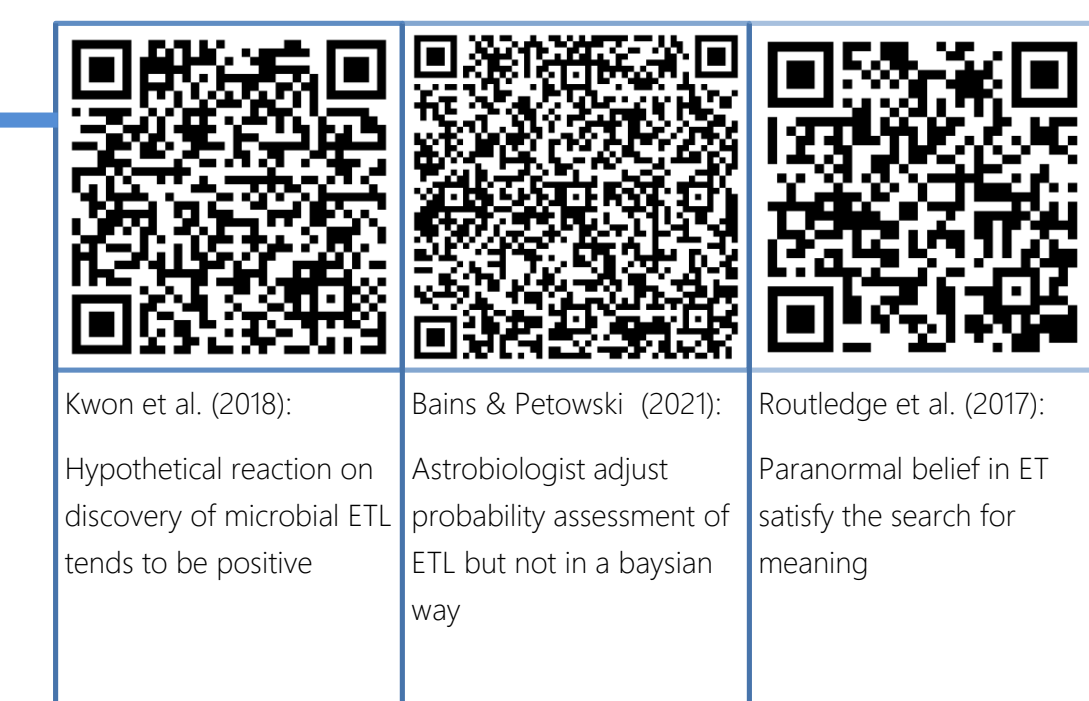 Kwon et al. (2018):
Hypothetical reaction on
discovery of microbial ETL
tends to be positive
Bains & Petowski (2021):
Astrobiologist adjust
probability assessment of
ETL but not in a baysian
way
Routledge et al. (2017):
Paranormal belief in ET
satisfy the search for
meaning